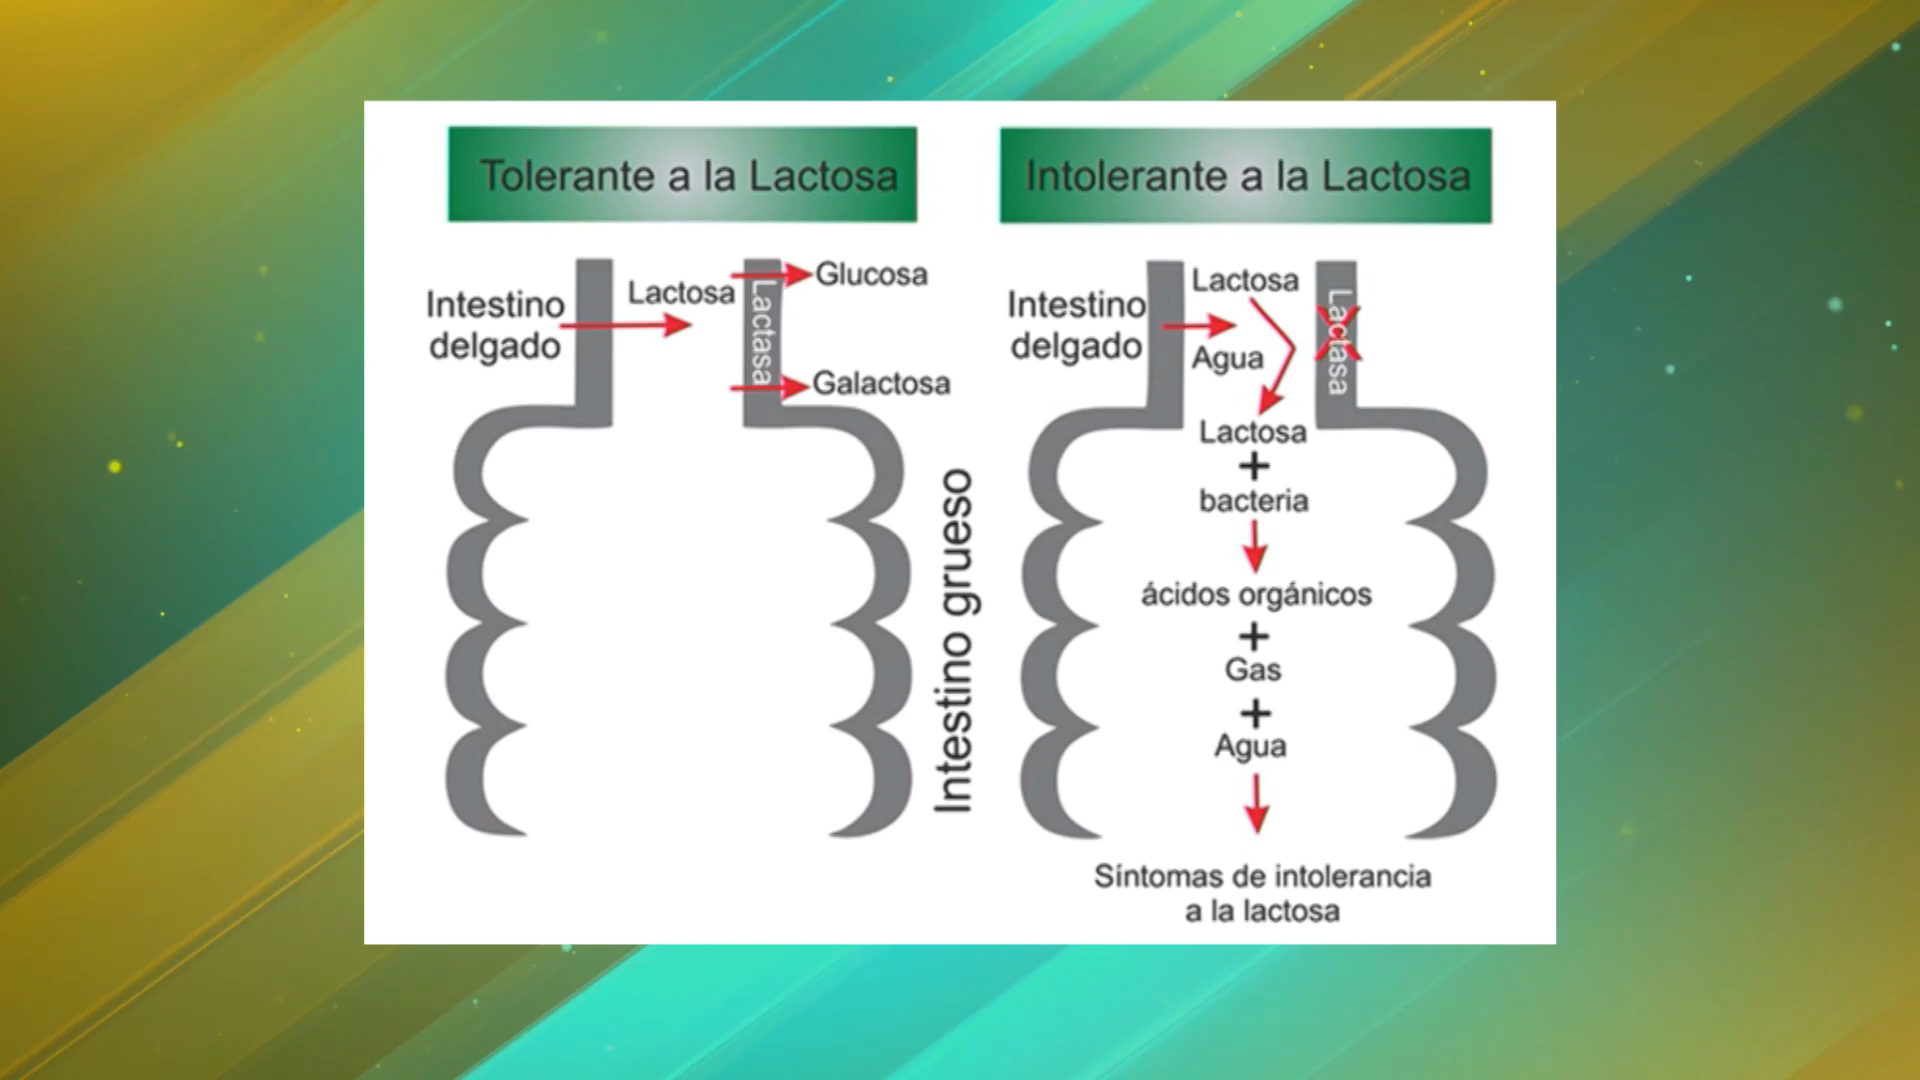 Tolerante a la Lactosa
Intestino
delgado
Lactosa
Lactasa
Glucosa
Galactosa
Intestino grueso
Intolerante a la Lactosa
Intestino
delgado
Lactosa
Agua
Lactasa
Lactosa
+
bacteria
ácidos orgánicos
+
Gas
+
Agua
Síntomas de intolerancia
a la lactosa